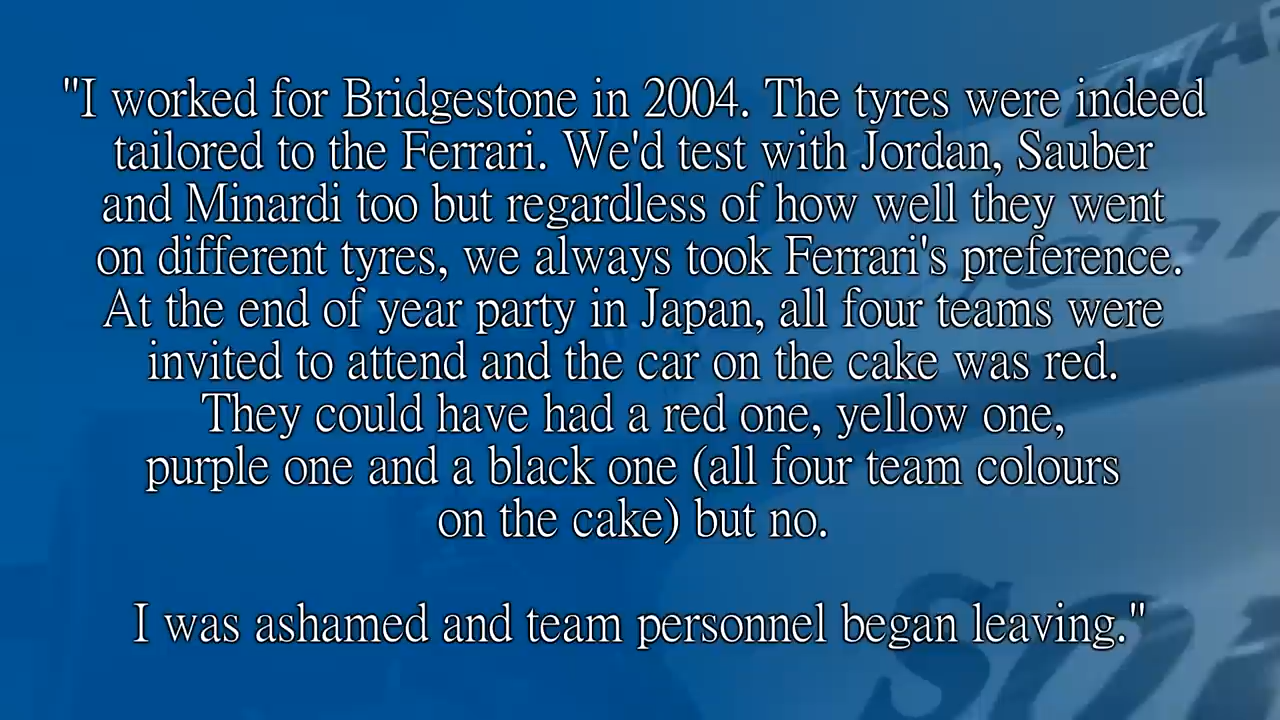 "I worked for Bridgestone in 2004. The tyres were indeed
tailored to the Ferrari. We'd test with Jordan, Sauber
and Minardi too but regardless of how well they went
on different tyres, we always took Ferrari's preference.
At the end of year party in Japan, all four teams were
invited to attend and the car on the cake was red.
They could have had a red one, yellow one,
purple one and a black one (all four team colours
on the cake) but no.
I was ashamed and team personnel began leaving."